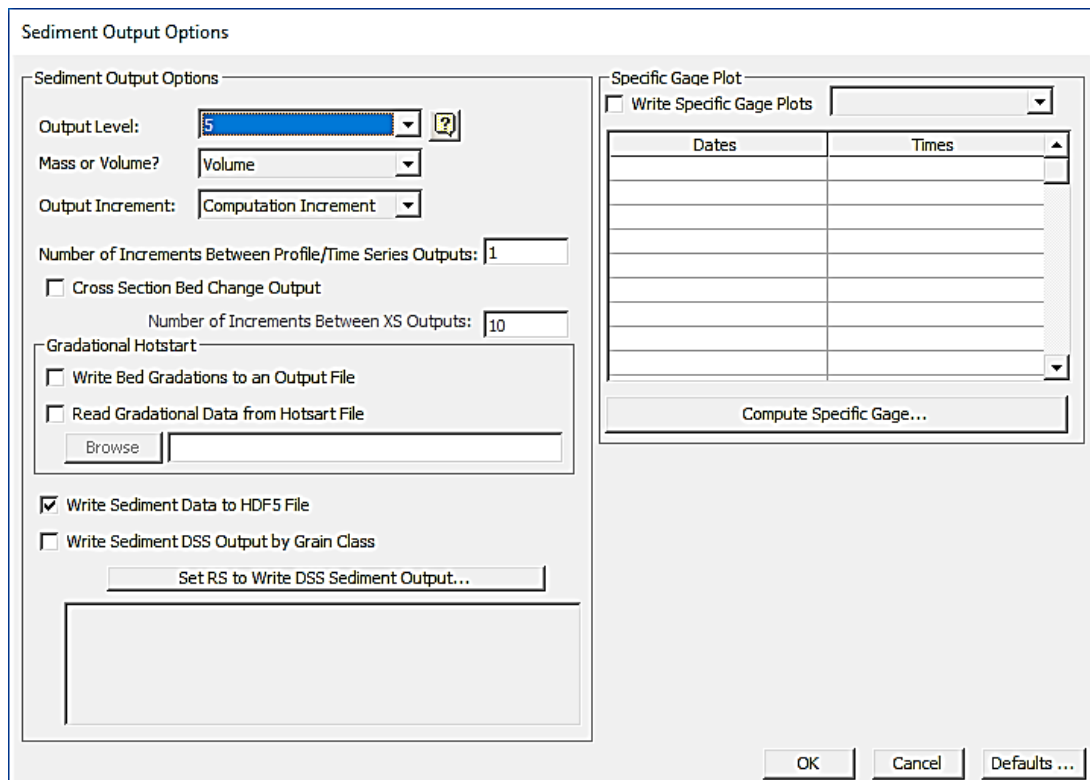 Sediment Output Options
Sediment Output Options
Output Level: 5 ?
Mass or Volume? Volume
Output Increment: Computation Increment
Number of Increments Between Profile/Time Series Outputs: 1
Cross Section Bed Change Output
Number of Increments Between XS Outputs: 10
Gradational Hotstart
Write Bed Gradations to an Output File
Read Gradational Data from Hotsart File
Browse
Write Sediment Data to HDF5 File
Write Sediment DSS Output by Grain Class
Set RS to Write DSS Sediment Output...
Specific Gage Plot
Write Specific Gage Plots
Dates Times
Compute Specific Gage...
OK Cancel Defaults ...